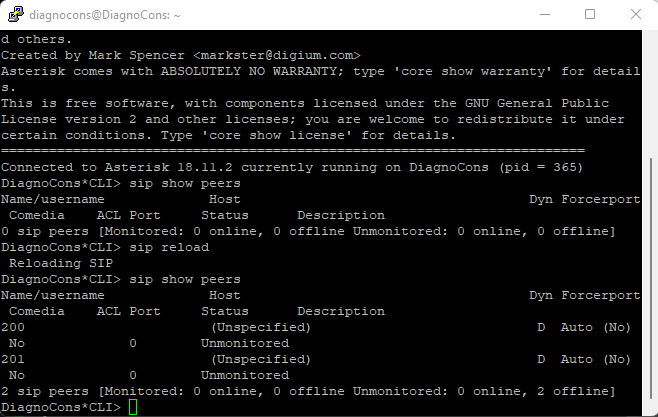 diagnocons@DiagnoCons: ~
d others.
Created by Mark Spencer <markster@digium.com>
Asterisk comes with ABSOLUTELY NO WARRANTY; type 'core show warranty' for detail
s.
This is free software, with components licensed under the GNU General Public
License version 2 and other licenses; you are welcome to redistribute it under
certain conditions. Type 'core show license' for details.
=========================================================================
Connected to Asterisk 18.11.2 currently running on DiagnoCons (pid = 365)
DiagnoCons*CLI> sip show peers
Name/username             Host                                    Dyn Forcerport
 Comedia    ACL Port     Status      Description
0 sip peers [Monitored: 0 online, 0 offline Unmonitored: 0 online, 0 offline]
DiagnoCons*CLI> sip reload
 Reloading SIP
DiagnoCons*CLI> sip show peers
Name/username             Host                                    Dyn Forcerport
 Comedia    ACL Port     Status      Description
200                       (Unspecified)                            D  Auto (No)
 No             0        Unmonitored
201                       (Unspecified)                            D  Auto (No)
 No             0        Unmonitored
2 sip peers [Monitored: 0 online, 0 offline Unmonitored: 0 online, 2 offline]
DiagnoCons*CLI>